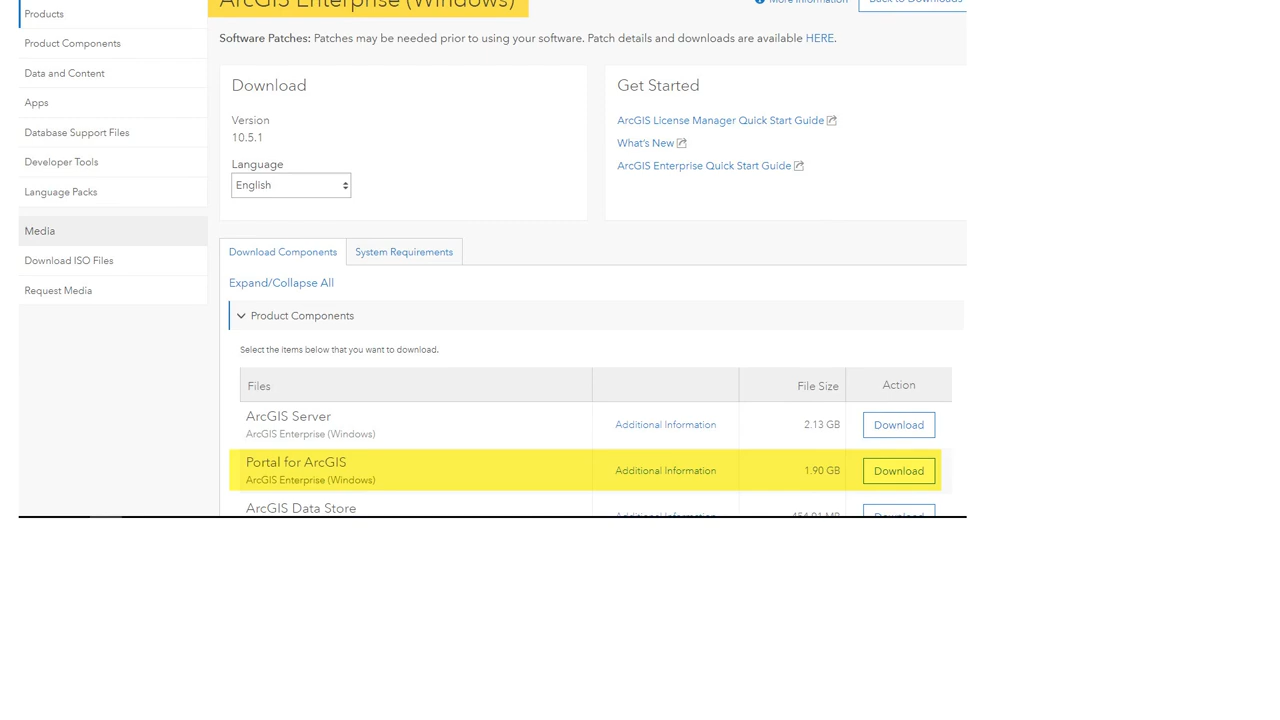 Products
ArcGIS Enterprise (Windows)
More Information
Back to Downloads
Product Components
Data and Content
Apps
Database Support Files
Developer Tools
Language Packs
Media
Download ISO Files
Request Media
Software Patches: Patches may be needed prior to using your software. Patch details and downloads are available HERE.
Download
Version
10.5.1
Language
English
Get Started
ArcGIS License Manager Quick Start Guide
What's New
ArcGIS Enterprise Quick Start Guide
Download Components System Requirements
Expand/Collapse All
Product Components
Select the items below that you want to download.
Files File Size Action
ArcGIS Server
ArcGIS Enterprise (Windows)
Additional Information 2.13 GB Download
Portal for ArcGIS
ArcGIS Enterprise (Windows)
Additional Information 1.90 GB Download
ArcGIS Data Store
Additional Information 454.91 MB Download